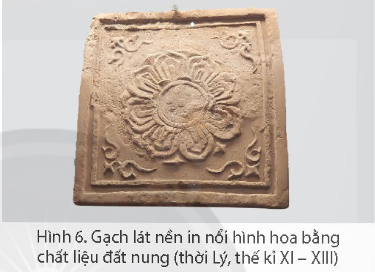 Hình 6. Gạch lát nền in nổi hình hoa bằng
chất liệu đất nung (thời Lý, thế kỉ XI – XIII)